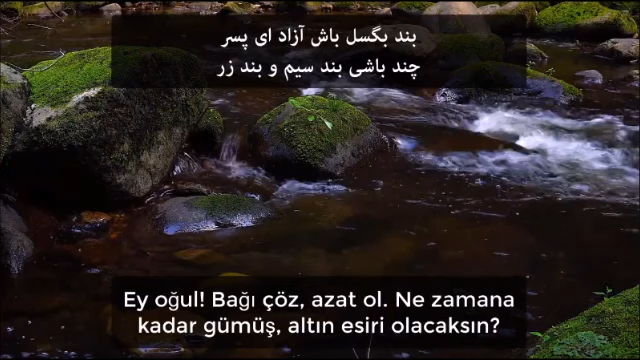 بند بگسل باش آزاد ای پسر
چند باشی بند سیم و بند زر
Ey oğul! Bağı çöz, azat ol. Ne zamana
kadar gümüş, altın esiri olacaksın?